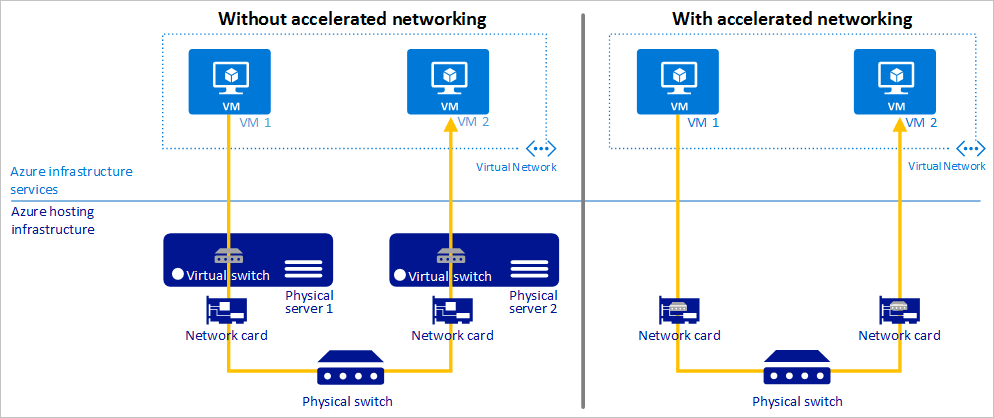 Without accelerated networking
VM
VM 1
VM
VM 2
Virtual Network
Azure infrastructure
services
Azure hosting
infrastructure
Virtual switch
Physical
server 1
Virtual switch
Physical
server 2
Network card
Network card
Physical switch
With accelerated networking
VM
VM 1
VM
VM 2
Virtual Network
Network card
Network card
Physical switch